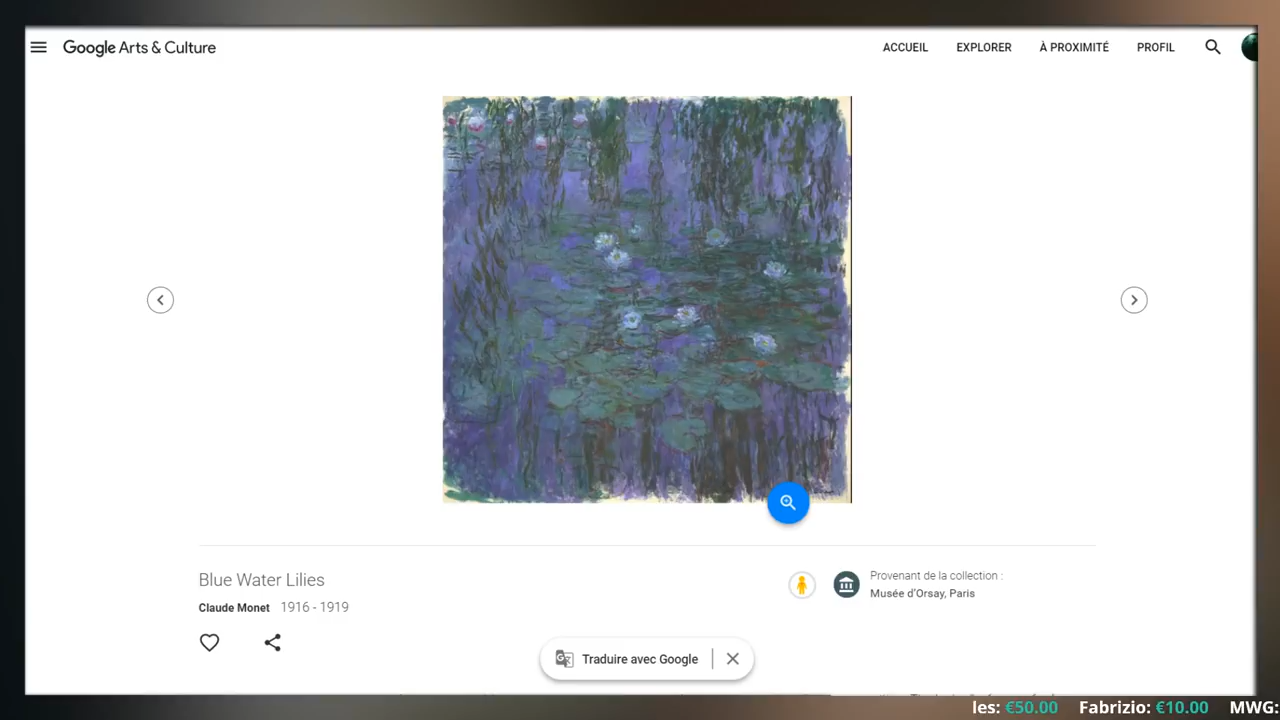 Google Arts & Culture
ACCUEIL EXPLORER À PROXIMITÉ PROFIL
Blue Water Lilies
Claude Monet 1916 - 1919
Provenant de la collection :
Musée d'Orsay, Paris
Traduire avec Google
les: €50.00 Fabrizio: €10.00 MWG: